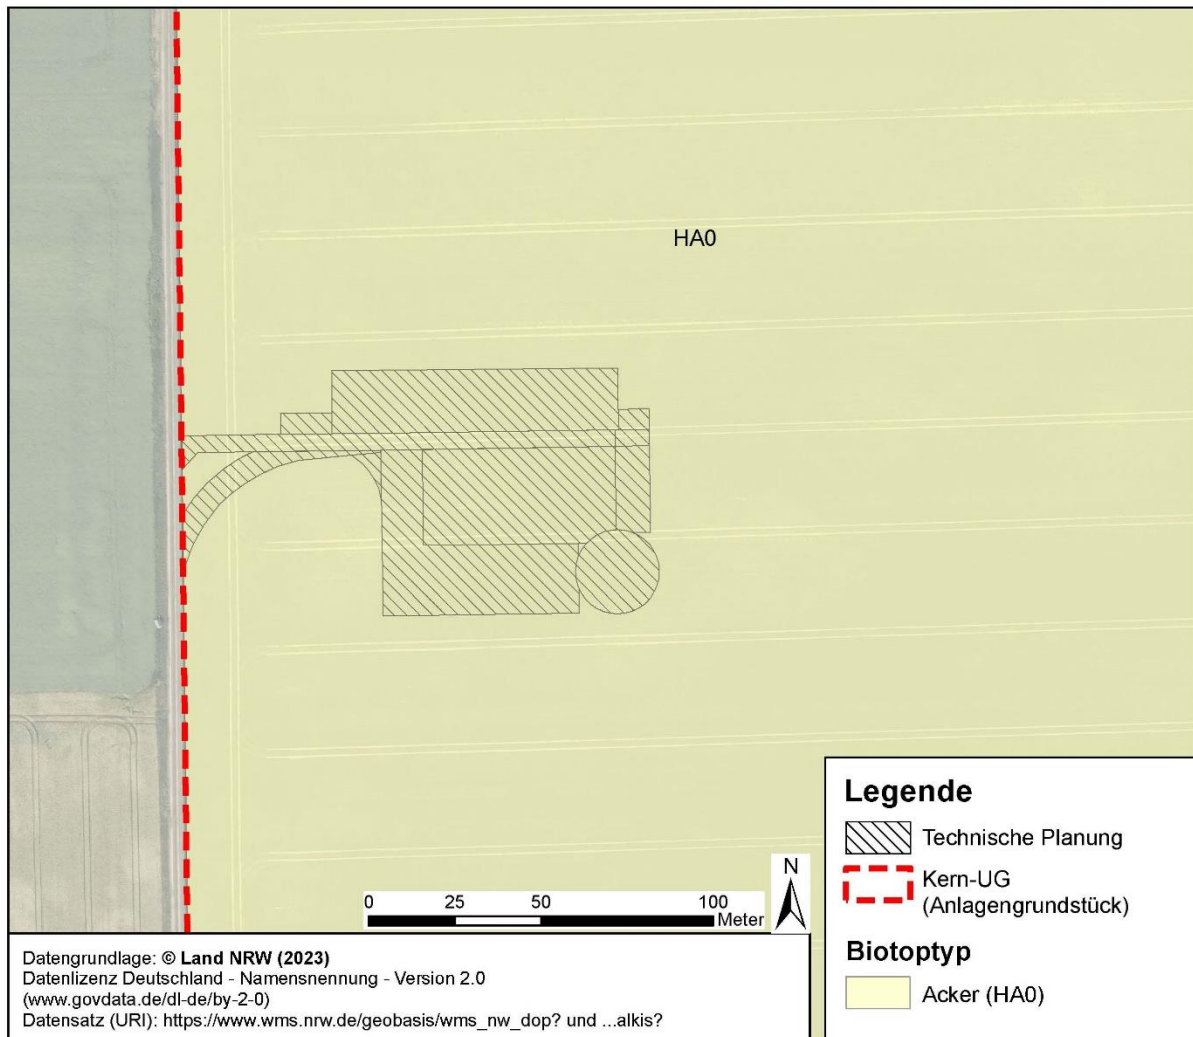 HA0
N
0 25 50 100
Meter
Legende
Technische Planung
Kern-UG
(Anlagengrundstück)
Biotoptyp
Acker (HA0)
Datengrundlage: © Land NRW (2023)
Datenlizenz Deutschland - Namensnennung - Version 2.0
(www.govdata.de/dl-de/by-2-0)
Datensatz (URI): https://www.wms.nrw.de/geobasis/wms_nw_dop? und ...alkis?